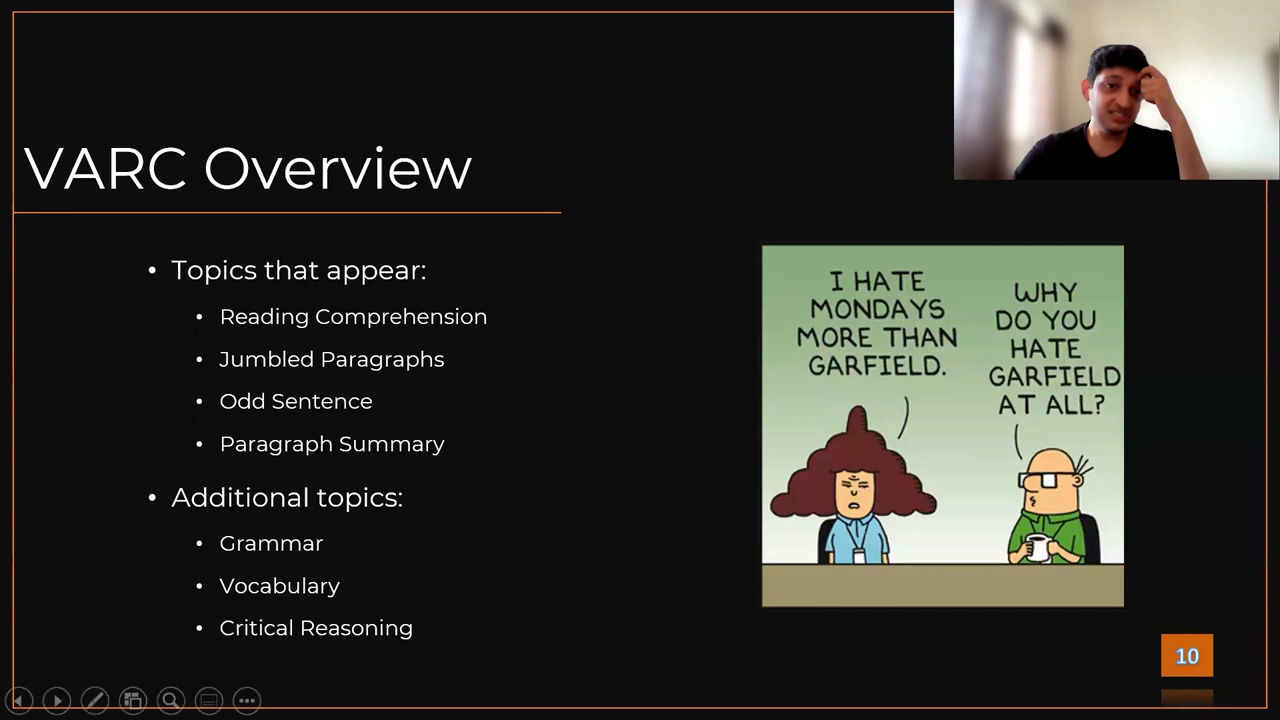 VARC Overview
• Topics that appear:
• Reading Comprehension
• Jumbled Paragraphs
• Odd Sentence
• Paragraph Summary
• Additional topics:
• Grammar
• Vocabulary
• Critical Reasoning
I HATE
MONDAYS
MORE THAN
GARFIELD.
WHY
DO YOU
HATE
GARFIELD
AT ALL?
10